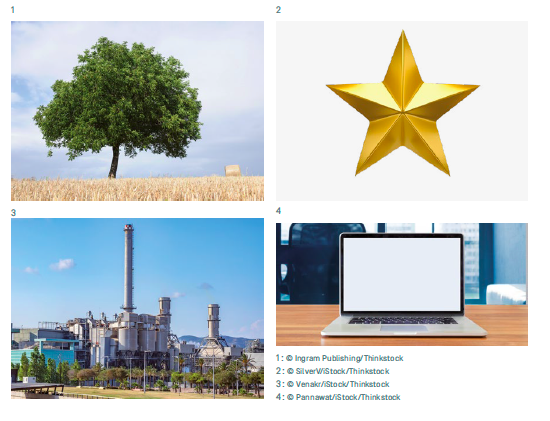 1
2
3
4
1: © Ingram Publishing/Thinkstock
2: © SilverV/iStock/Thinkstock
3: © Venakr/iStock/Thinkstock
4: © Pannawat/iStock/Thinkstock